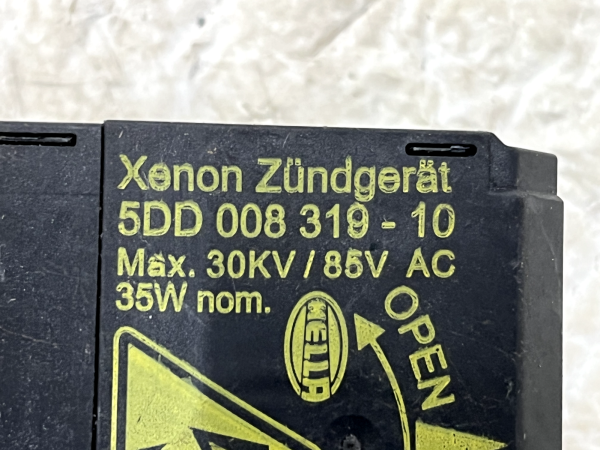 Xenon Zündgerät
5DD 008 319 - 10
Max. 30KV / 85V AC
35W nom.
HELLA
OPEN